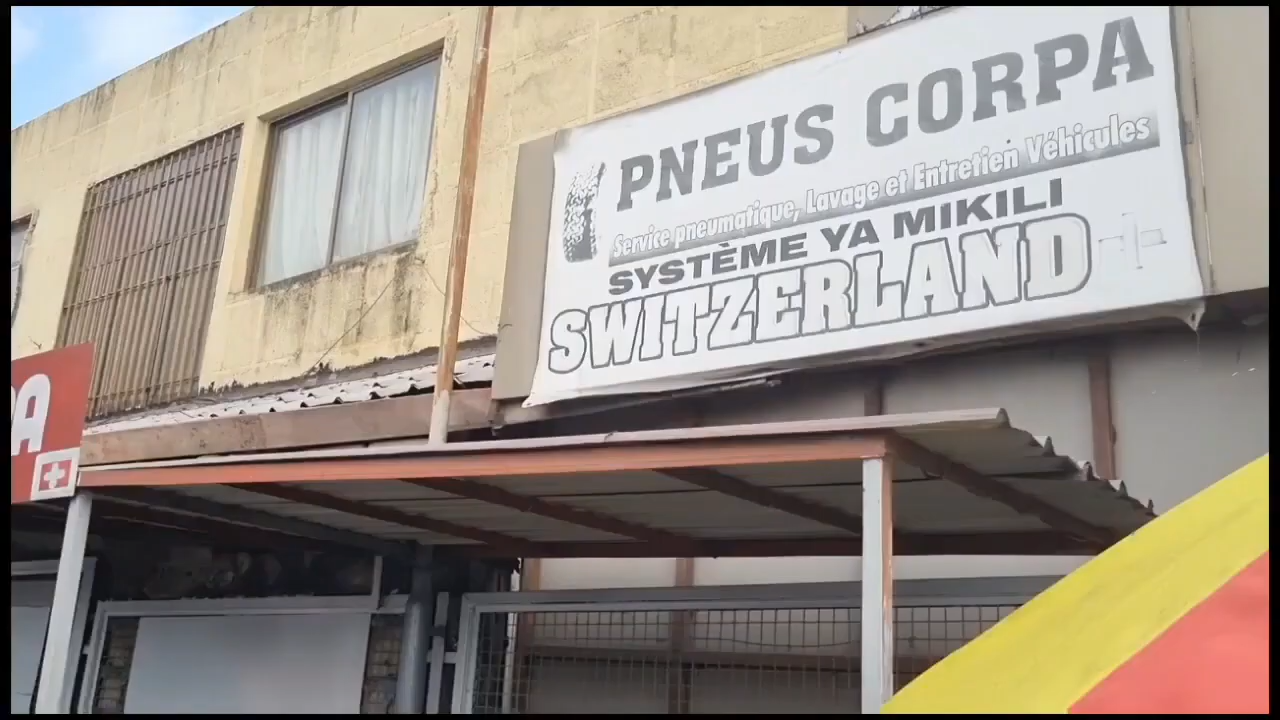 PNEUS CORPA
Service pneumatique, Lavage et Entretien Véhicules
SYSTÈME YA MIKILI
SWITZERLAND